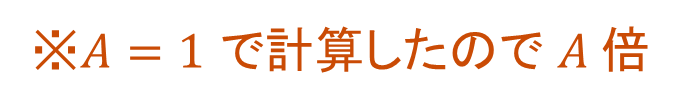 ※A = 1 で計算したので A 倍